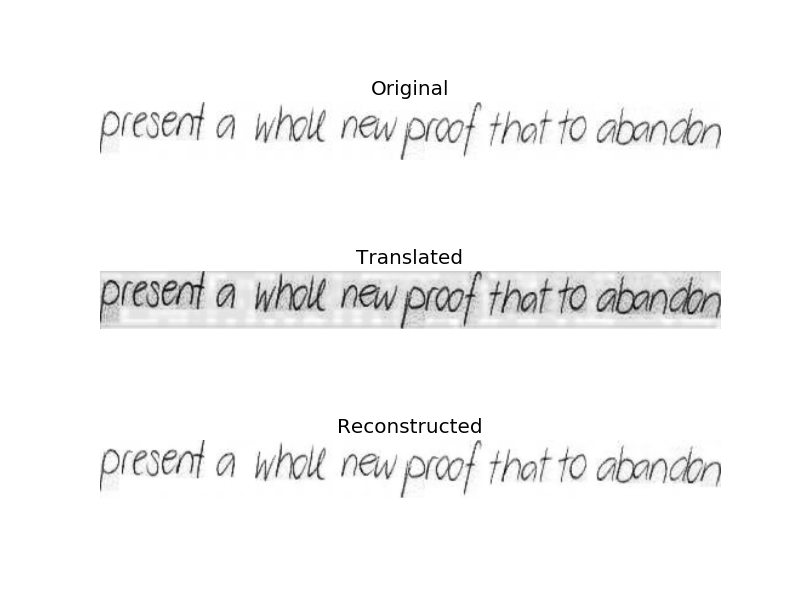 Original
present a whole new proof that to abandon
Translated
present a whole new proof that to abandon
Reconstructed
present a whole new proof that to abandon